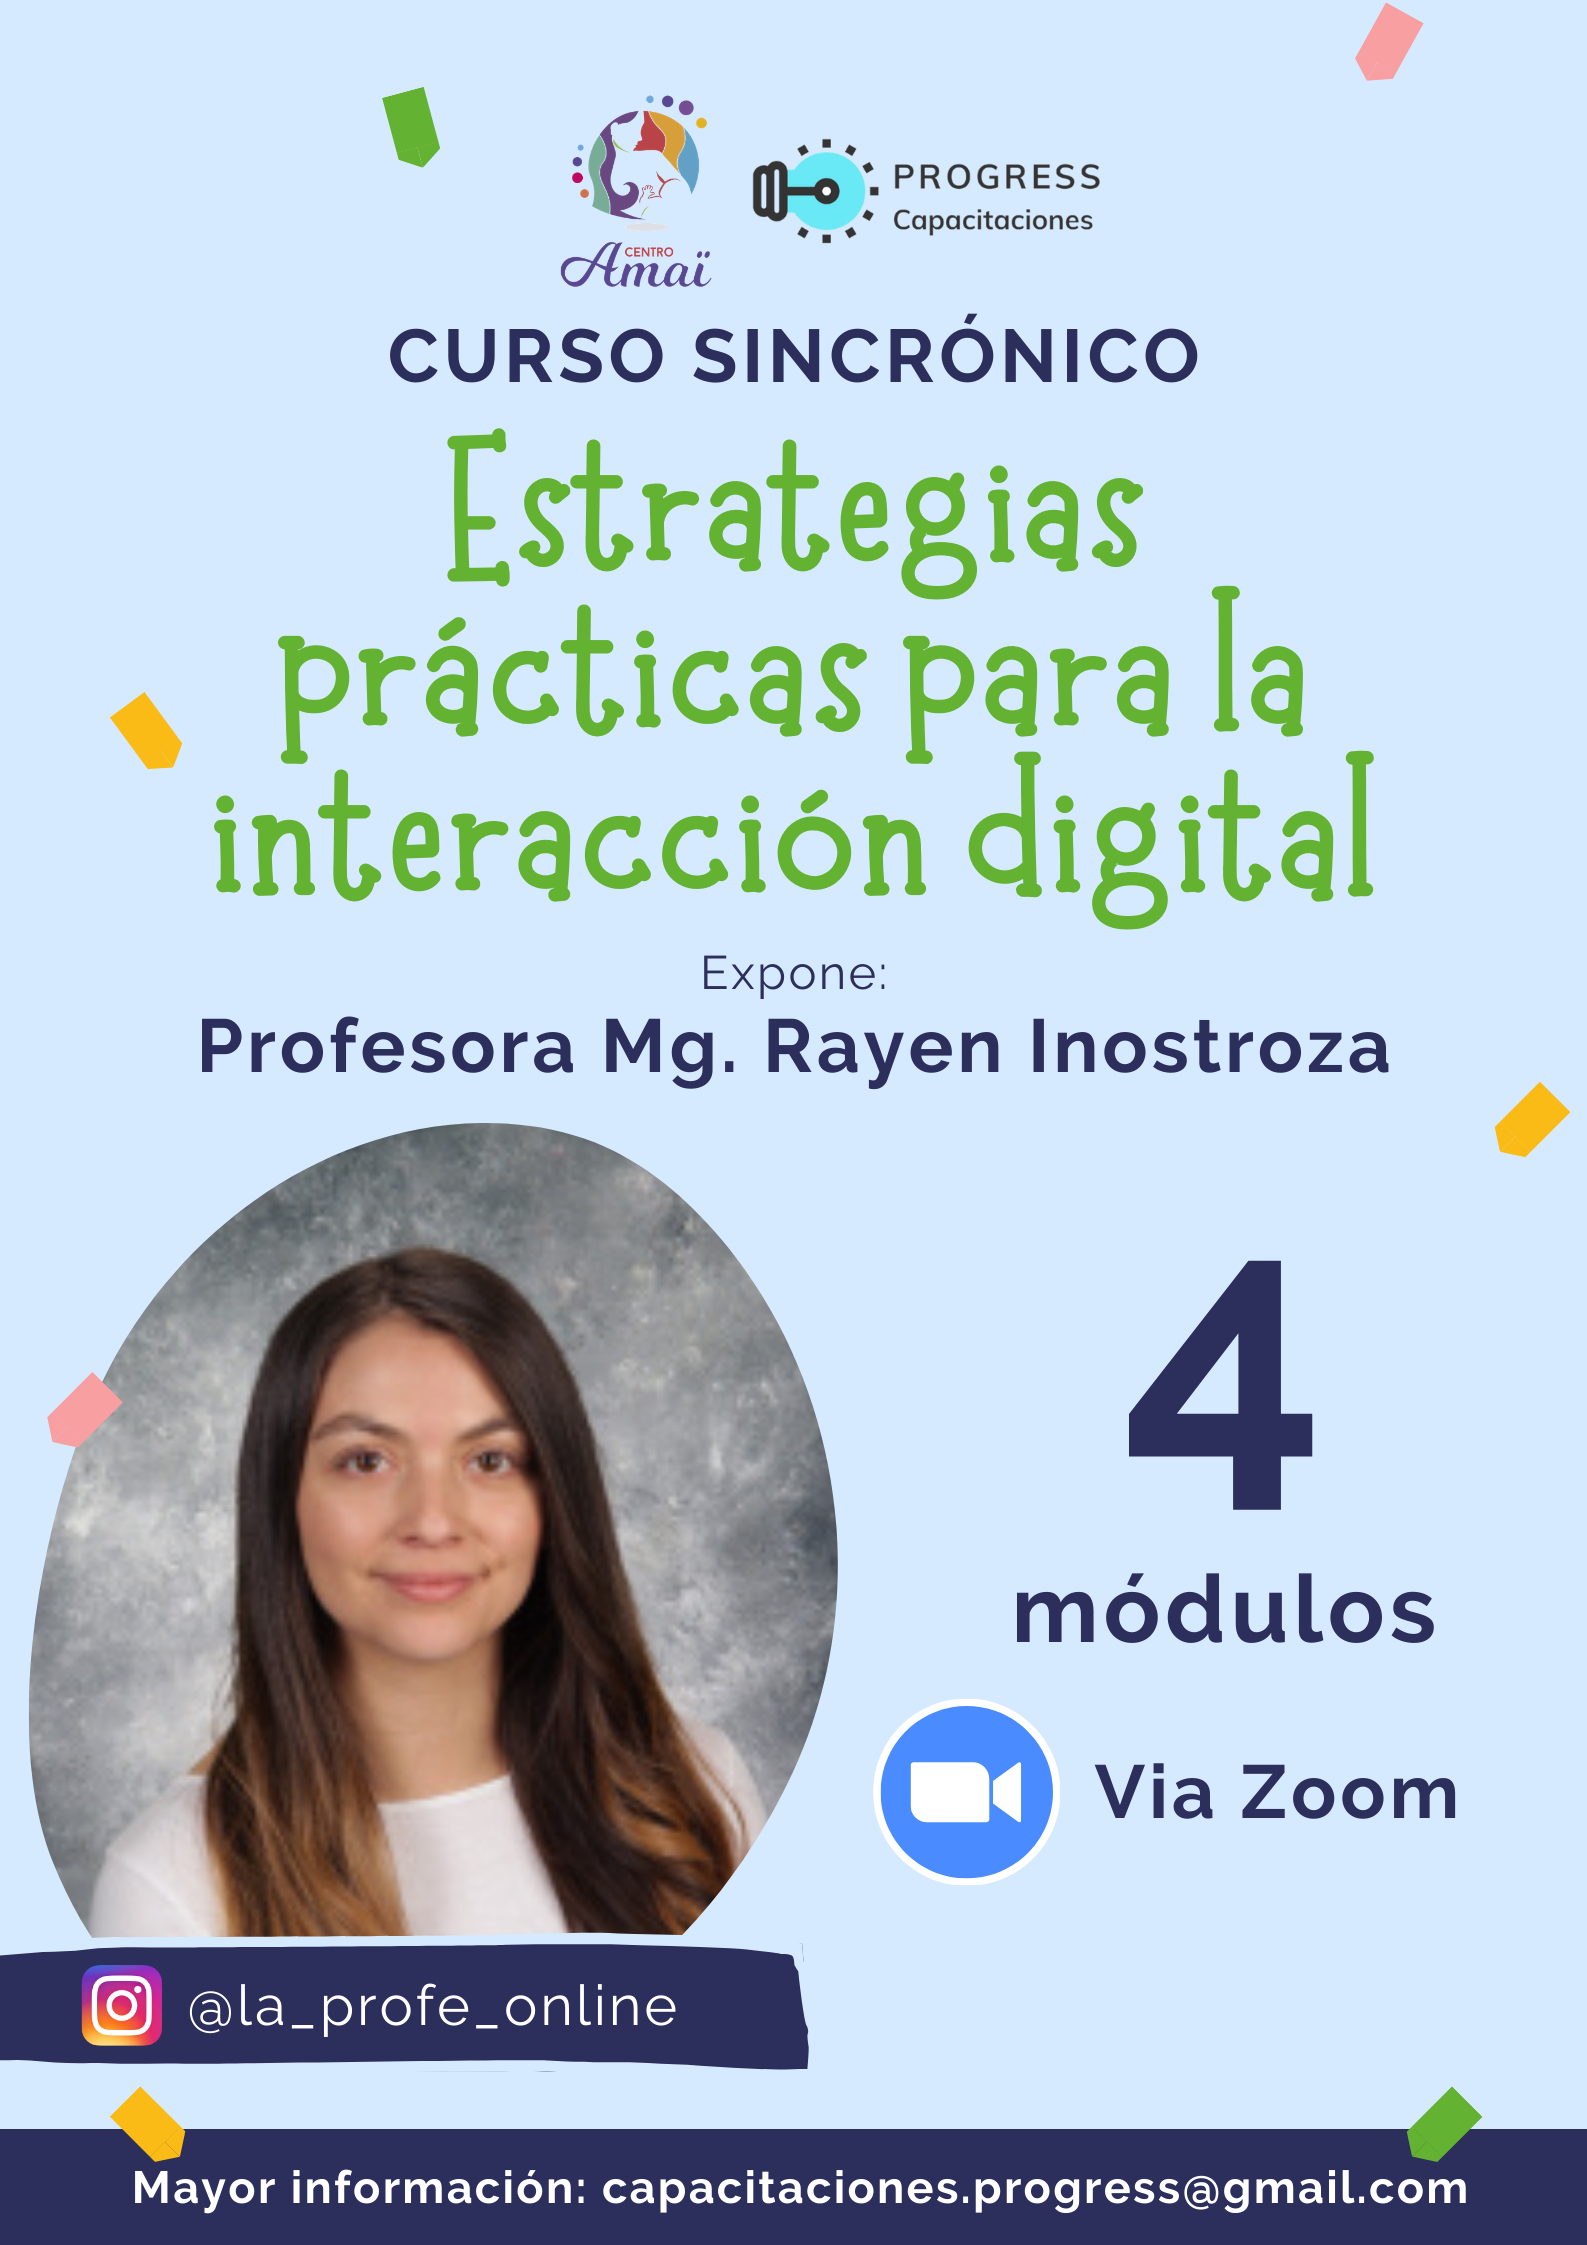 CENTRO
Amaï
PROGRESS
Capacitaciones
CURSO SINCRÓNICO
Estrategias
prácticas para la
interacción digital
Expone:
Profesora Mg. Rayen Inostroza
4
módulos
Via Zoom
@la_profe_online
Mayor información: capacitaciones.progress@gmail.com